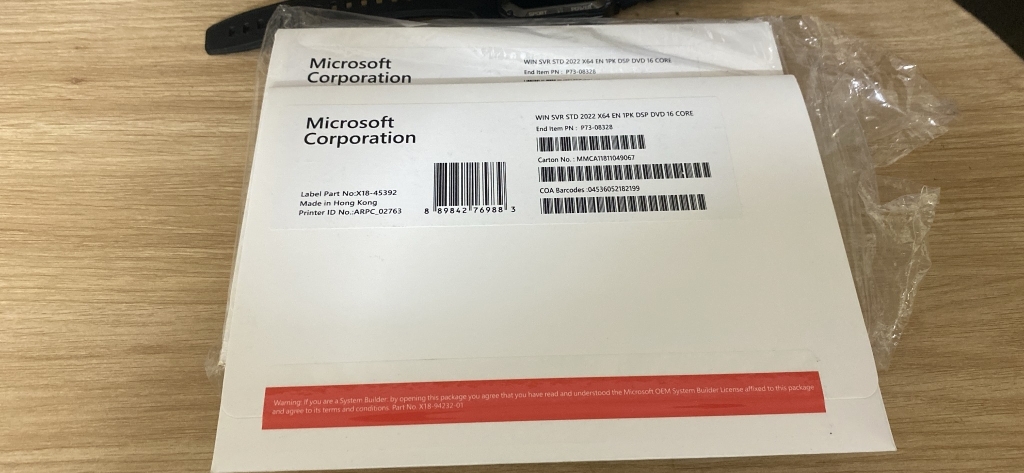 Microsoft
Corporation
WIN SVR STD 2022 X64 EN 1PK DSP DVD 16 CORE
End Item PN : P73-08328
Microsoft
Corporation
WIN SVR STD 2022 X64 EN 1PK DSP DVD 16 CORE
End Item PN : P73-08328
Carton No. : MMCA11811049067
COA Barcodes :04536052182199
Label Part No:X18-45392
Made in Hong Kong
Printer ID No.:ARPC_02763
8 89842 76988 3
Warning: If you are a System Builder: by opening this package you agree that you have read and understood the Microsoft OEM System Builder License affixed to this package
and agree to its terms and conditions. Part No. X18-94232-01